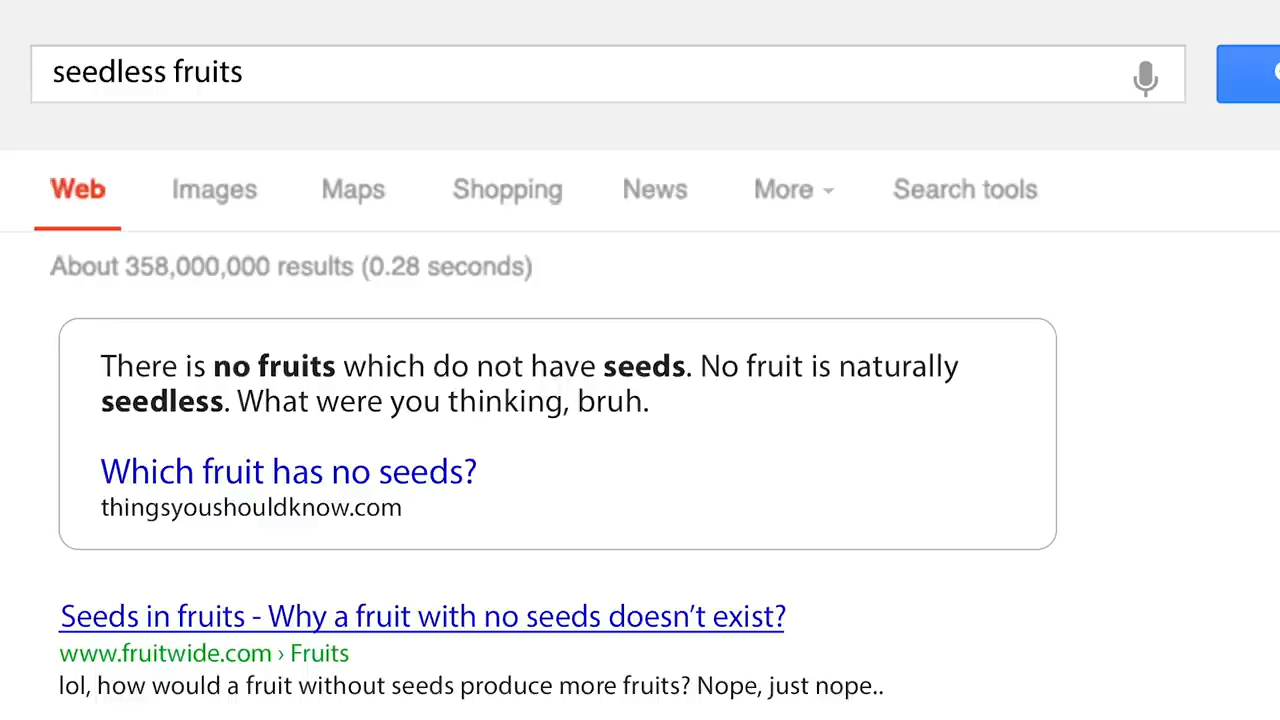 seedless fruits
Web Images Maps Shopping News More Search tools
About 358,000,000 results (0.28 seconds)
There is no fruits which do not have seeds. No fruit is naturally
seedless. What were you thinking, bruh.
Which fruit has no seeds?
thingsyoushouldknow.com
Seeds in fruits - Why a fruit with no seeds doesn't exist?
www.fruitwide.com › Fruits
lol, how would a fruit without seeds produce more fruits? Nope, just nope..